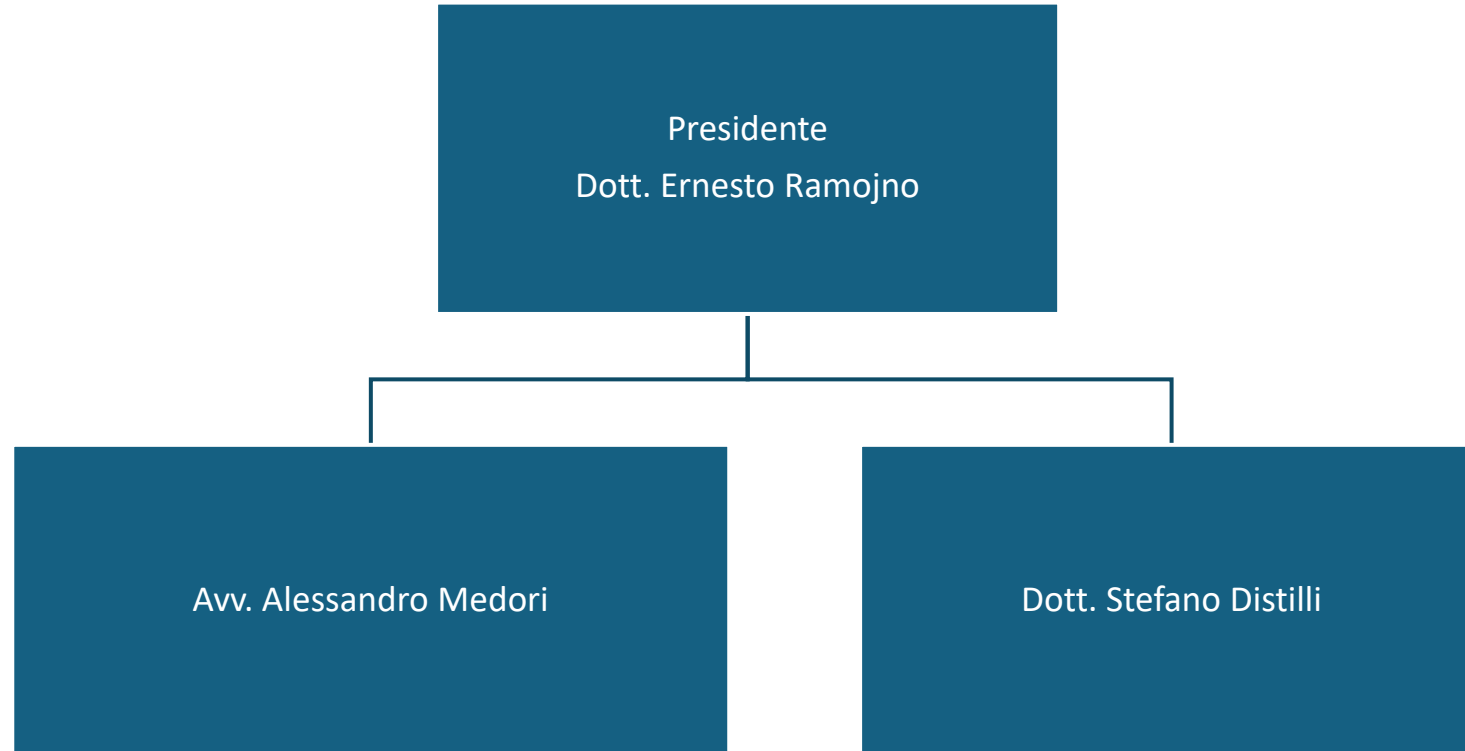 Presidente
Dott. Ernesto Ramojno
Avv. Alessandro Medori
Dott. Stefano Distilli